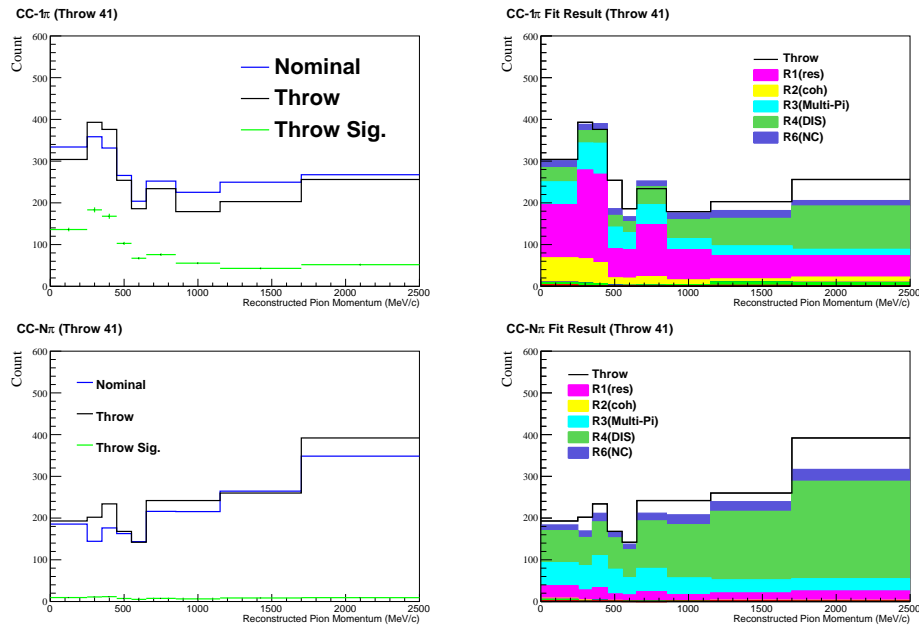 CC-1π (Throw 41)
Count
600
500
400
300
200
100
0
Nominal
Throw
Throw Sig.
0 500 1000 1500 2000 2500
Reconstructed Pion Momentum (MeV/c)
CC-1π Fit Result (Throw 41)
Count
600
500
400
300
200
100
0
Throw
R1(res)
R2(coh)
R3(Multi-Pi)
R4(DIS)
R6(NC)
0 500 1000 1500 2000 2500
Reconstructed Pion Momentum (MeV/c)
CC-Nπ (Throw 41)
Count
600
500
400
300
200
100
0
Nominal
Throw
Throw Sig.
0 500 1000 1500 2000 2500
Reconstructed Pion Momentum (MeV/c)
CC-Nπ Fit Result (Throw 41)
Count
600
500
400
300
200
100
0
Throw
R1(res)
R2(coh)
R3(Multi-Pi)
R4(DIS)
R6(NC)
0 500 1000 1500 2000 2500
Reconstructed Pion Momentum (MeV/c)